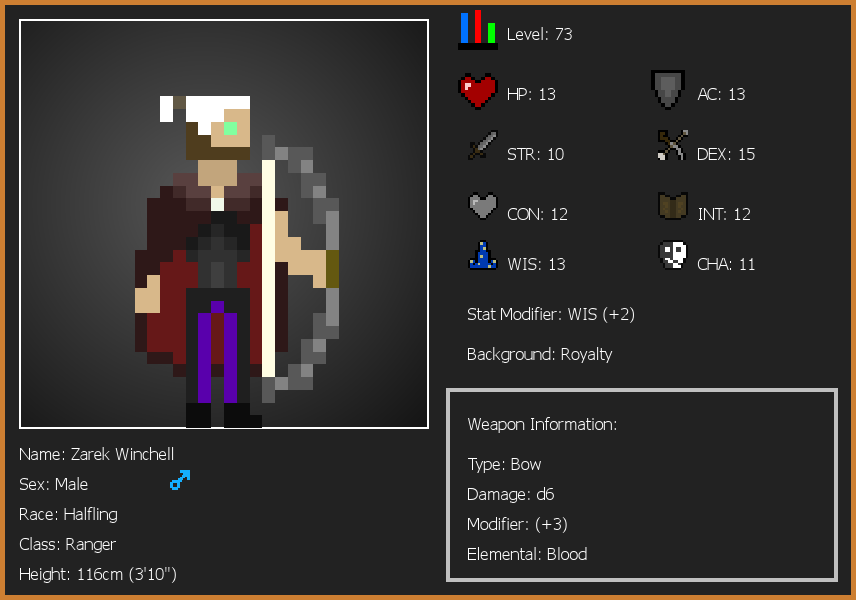 Level: 73
HP: 13
AC: 13
STR: 10
DEX: 15
CON: 12
INT: 12
WIS: 13
CHA: 11
Stat Modifier: WIS (+2)
Background: Royalty
Weapon Information:
Type: Bow
Damage: d6
Modifier: (+3)
Elemental: Blood
Name: Zarek Winchell
Sex: Male
Race: Halfling
Class: Ranger
Height: 116cm (3'10")